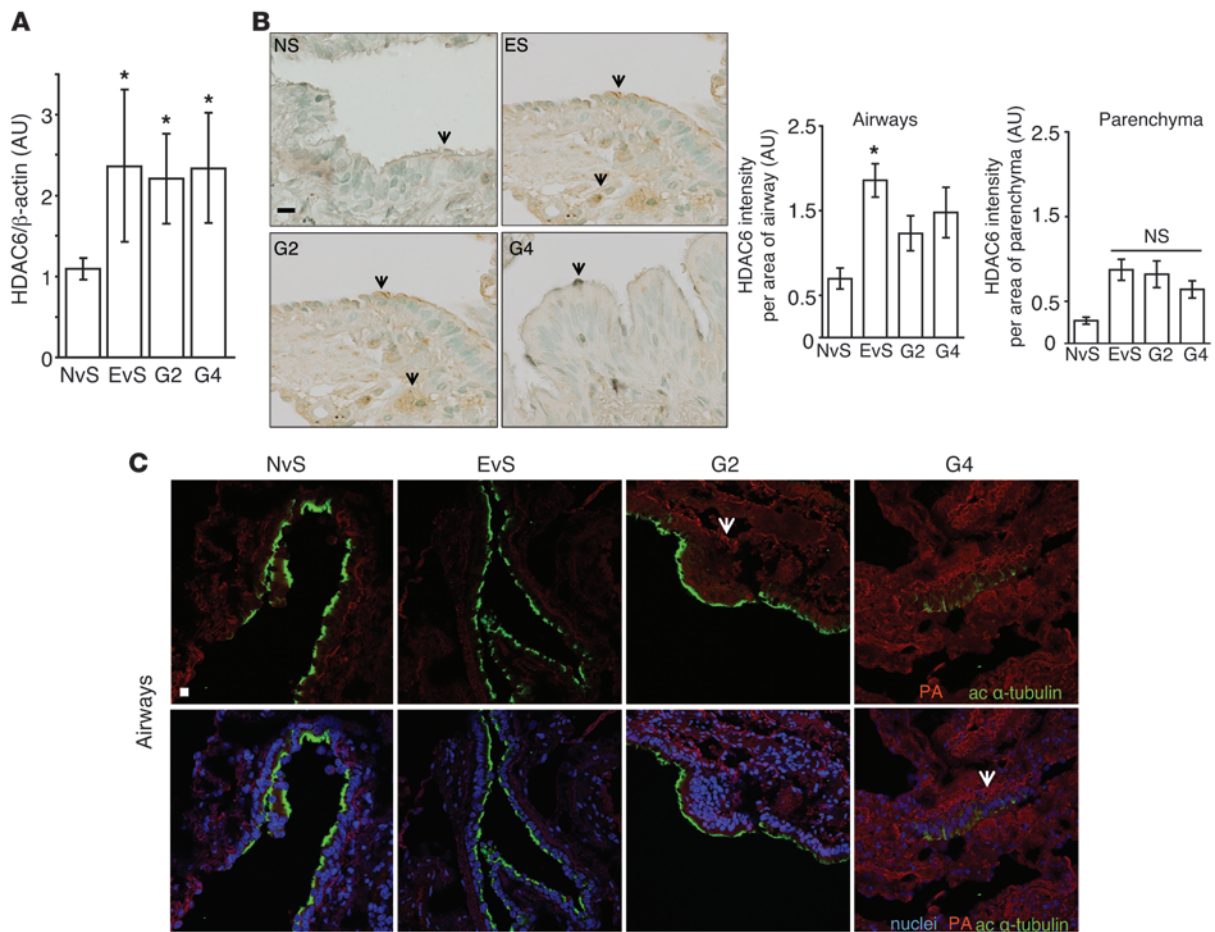 A
HDAC6/β-actin (AU)
3
2
1
0
* * *
NvS EvS G2 G4
B
NS
ES
G2
G4
Airways
HDAC6 intensity
per area of airway (AU)
2.5
1.5
0.5
0
*
NvS EvS G2 G4
Parenchyma
HDAC6 intensity
per area of parenchyma (AU)
2.5
1.5
0.5
0
NS
NvS EvS G2 G4
C
NvS EvS G2 G4
Airways
PA ac α-tubulin
nuclei PA ac α-tubulin